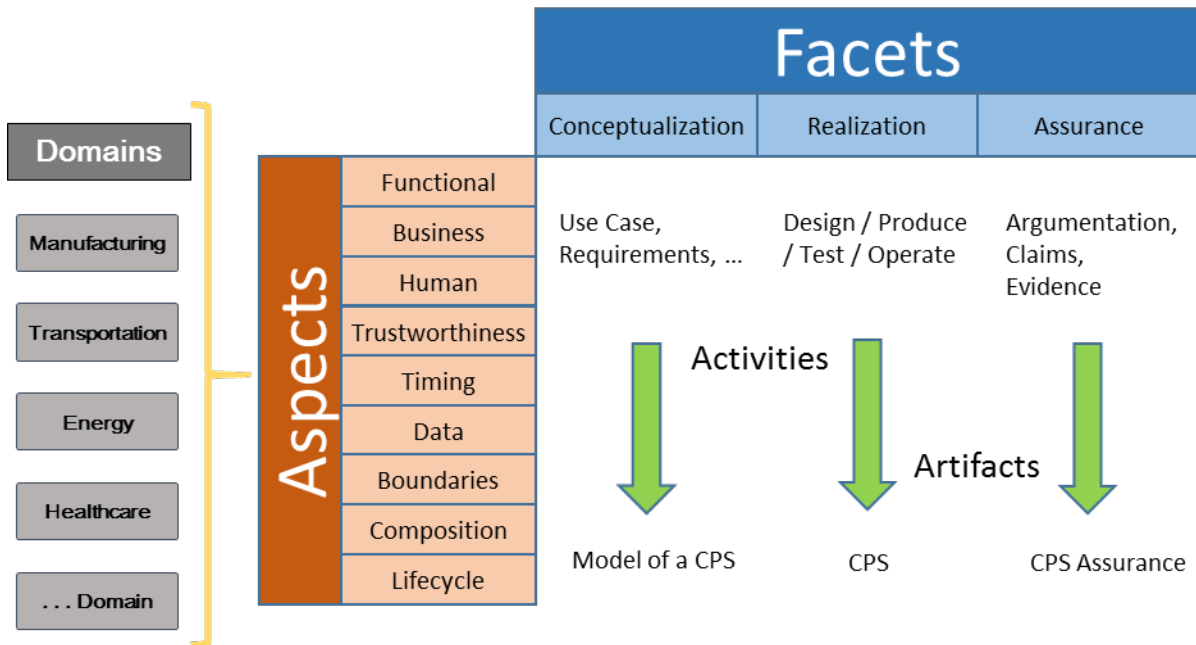 Facets
Conceptualization
Realization
Assurance
Domains
Manufacturing
Transportation
Energy
Healthcare
. . . Domain
Aspects
Functional
Business
Human
Trustworthiness
Timing
Data
Boundaries
Composition
Lifecycle
Use Case,
Requirements, ...
Design / Produce
/ Test / Operate
Argumentation,
Claims,
Evidence
Activities
Artifacts
Model of a CPS
CPS
CPS Assurance